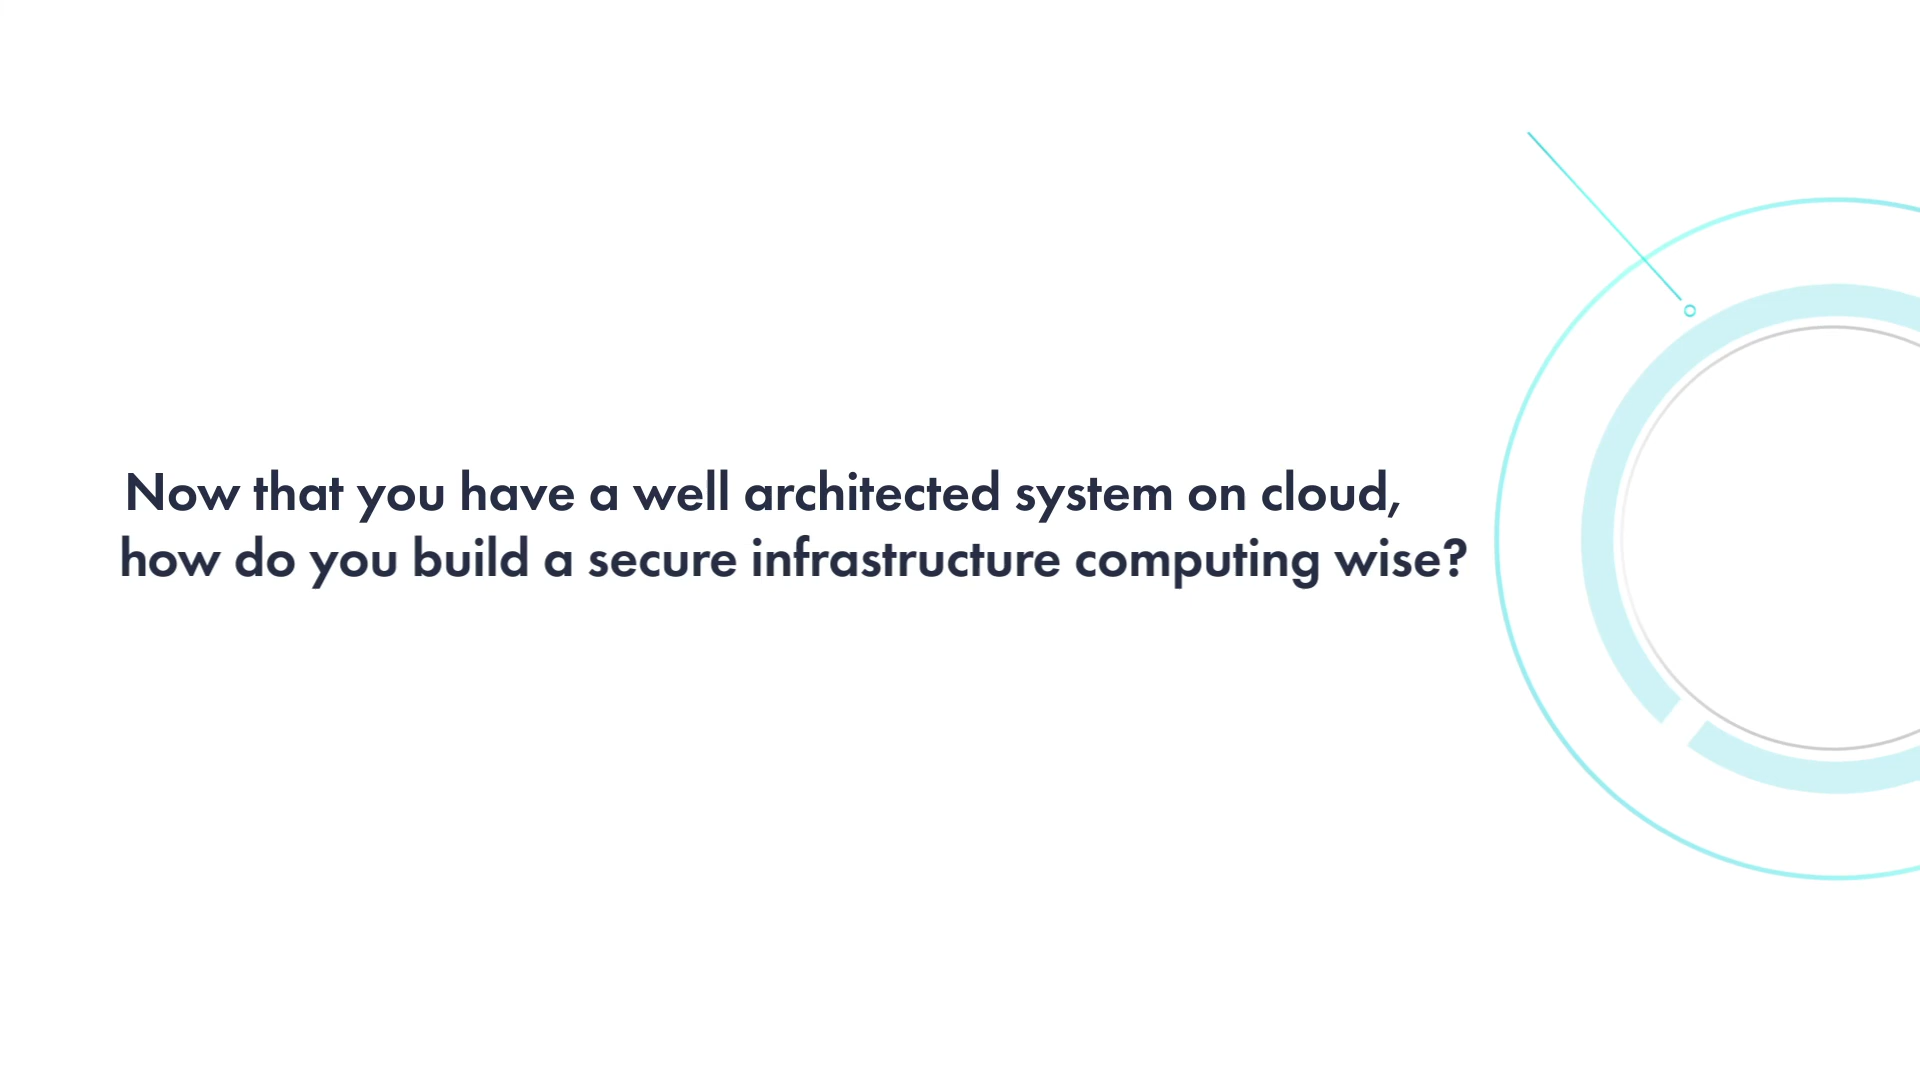 Now that you have a well architected system on cloud,
how do you build a secure infrastructure computing wise?